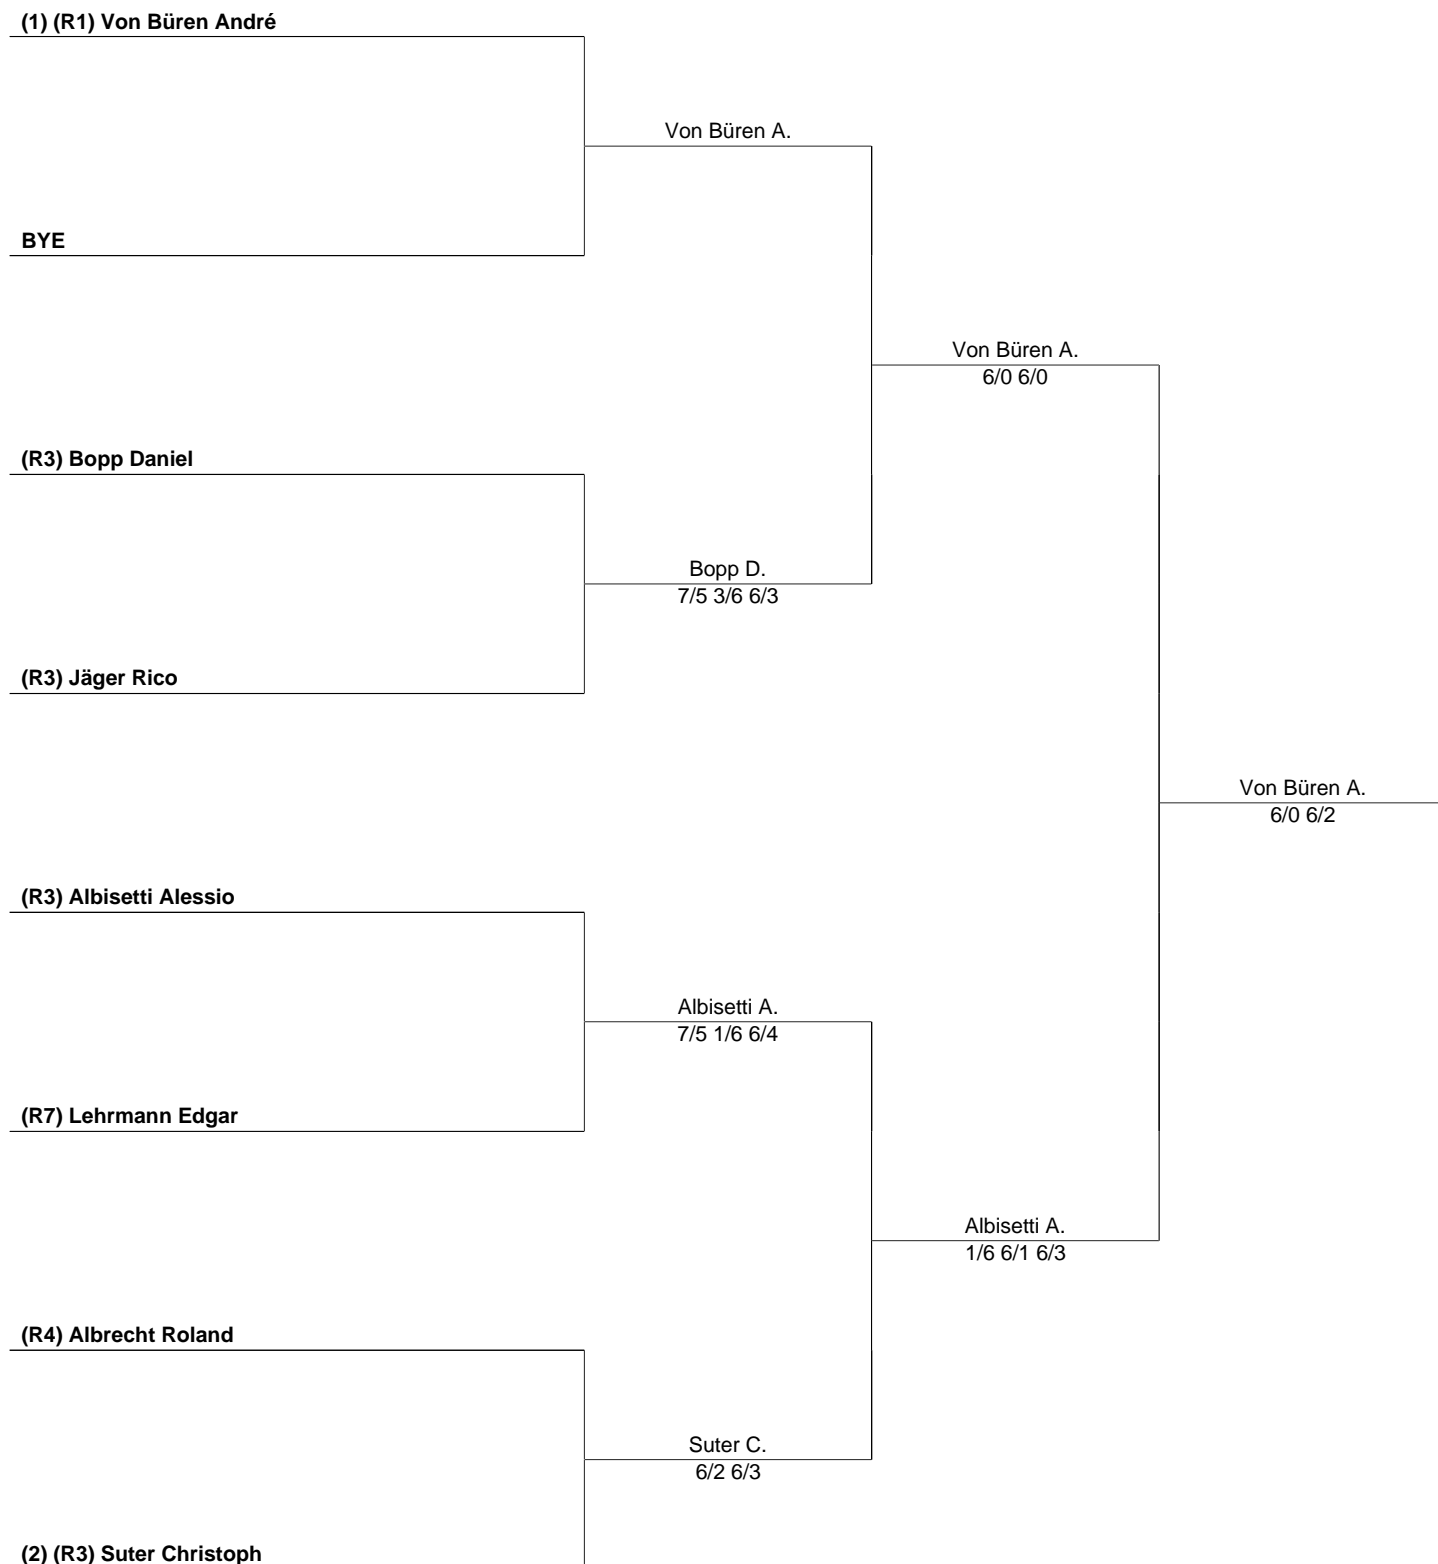 (1) (R1) Von Büren André
Von Büren A.
BYE
Von Büren A.
6/0 6/0
(R3) Bopp Daniel
Bopp D.
7/5 3/6 6/3
(R3) Jäger Rico
Von Büren A.
6/0 6/2
(R3) Albisetti Alessio
Albisetti A.
7/5 1/6 6/4
(R7) Lehrmann Edgar
Albisetti A.
1/6 6/1 6/3
(R4) Albrecht Roland
Suter C.
6/2 6/3
(2) (R3) Suter Christoph